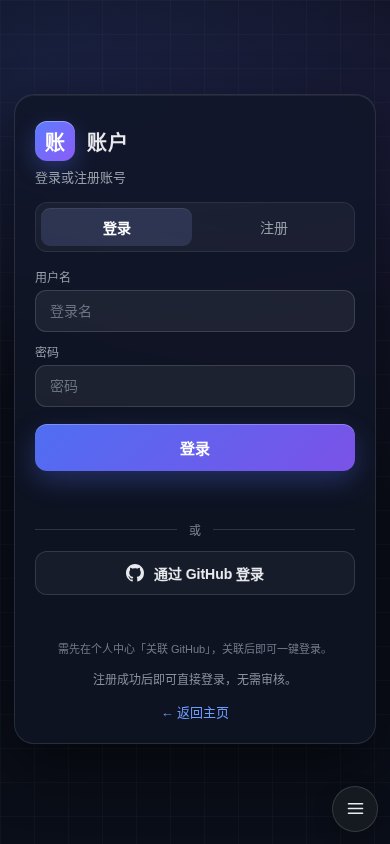 账 账户
登录或注册账号
登录 注册
用户名
登录名
密码
密码
登录
或
通过 GitHub 登录
需先在个人中心「关联 GitHub」，关联后即可一键登录。
注册成功后即可直接登录，无需审核。
← 返回主页